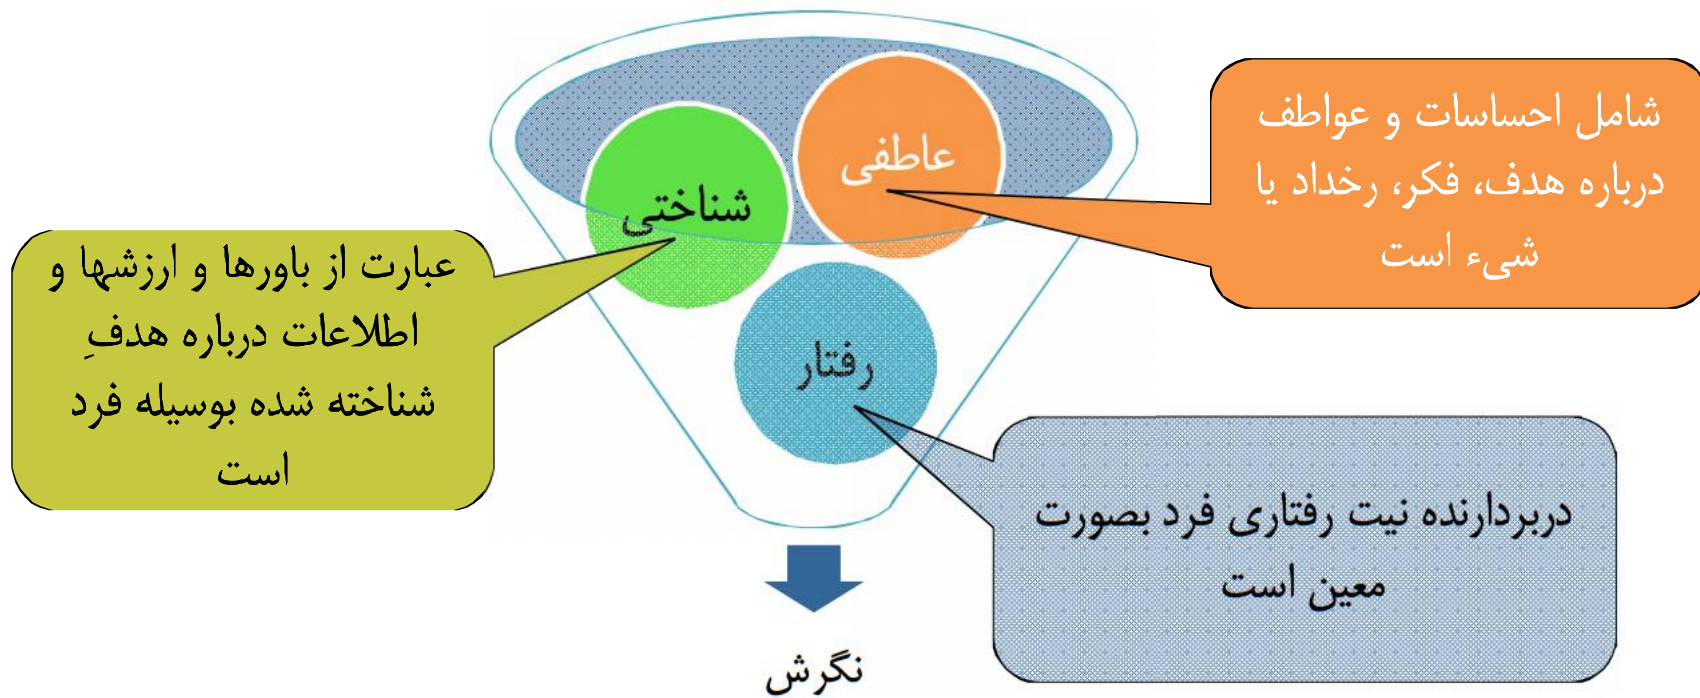 شامل احساسات و عواطف
درباره هدف، فکر، رخداد یا
شیء است
عاطفی
شناختی
عبارت از باورها و ارزشها و
اطلاعات درباره هدفِ
شناخته شده بوسیله فرد
است
رفتار
دربردارنده نیت رفتاری فرد بصورت
معین است
نگرش